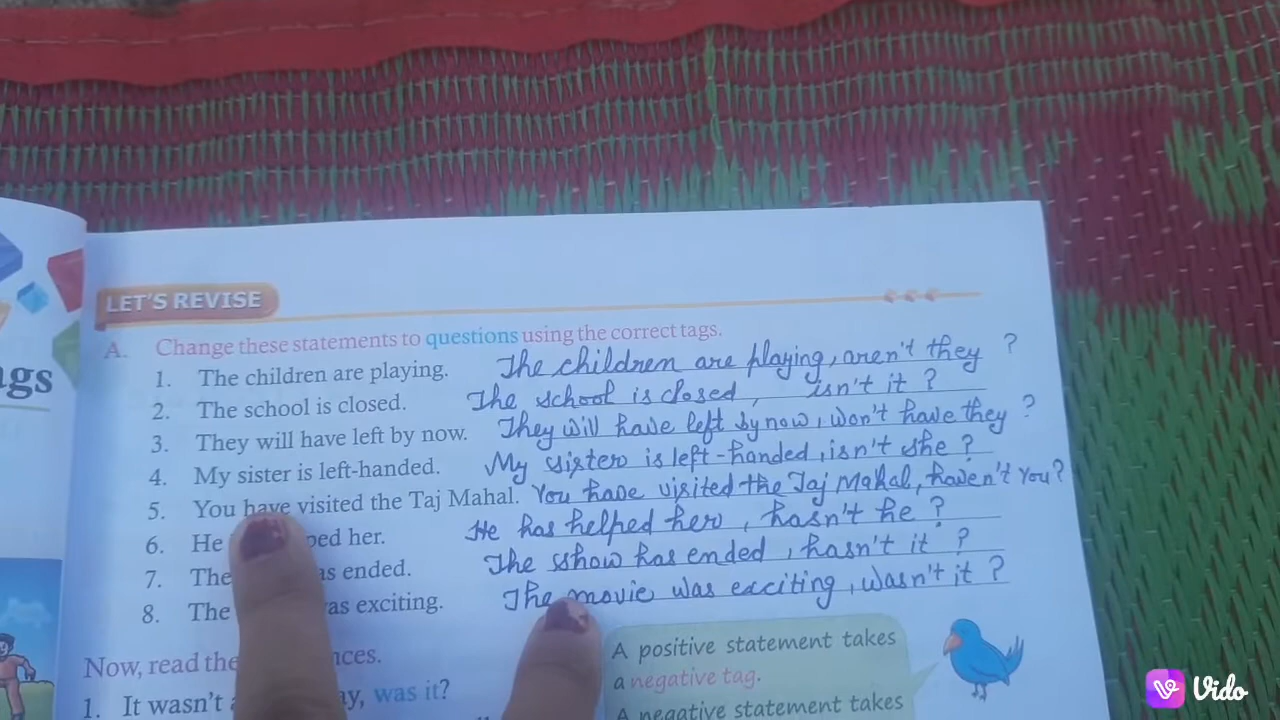 LET'S REVISE
ags
A. Change these statements to questions using the correct tags.
1. The children are playing. The children are playing, aren't they ?
2. The school is closed. The school is closed, isn't it ?
3. They will have left by now. They will have left by now, won't have they ?
4. My sister is left-handed. My sister is left-handed, isn't she ?
5. You have visited the Taj Mahal. You have visited the Taj Mahal, haven't you?
6. He ped her. He has helped her, hasn't he ?
7. The as ended. The show has ended, hasn't it ?
8. The as exciting. The movie was exciting, wasn't it ?
Now, read the nces.
1. It wasn't ay, was it?
A positive statement takes
a negative tag.
A negative statement takes
Vido